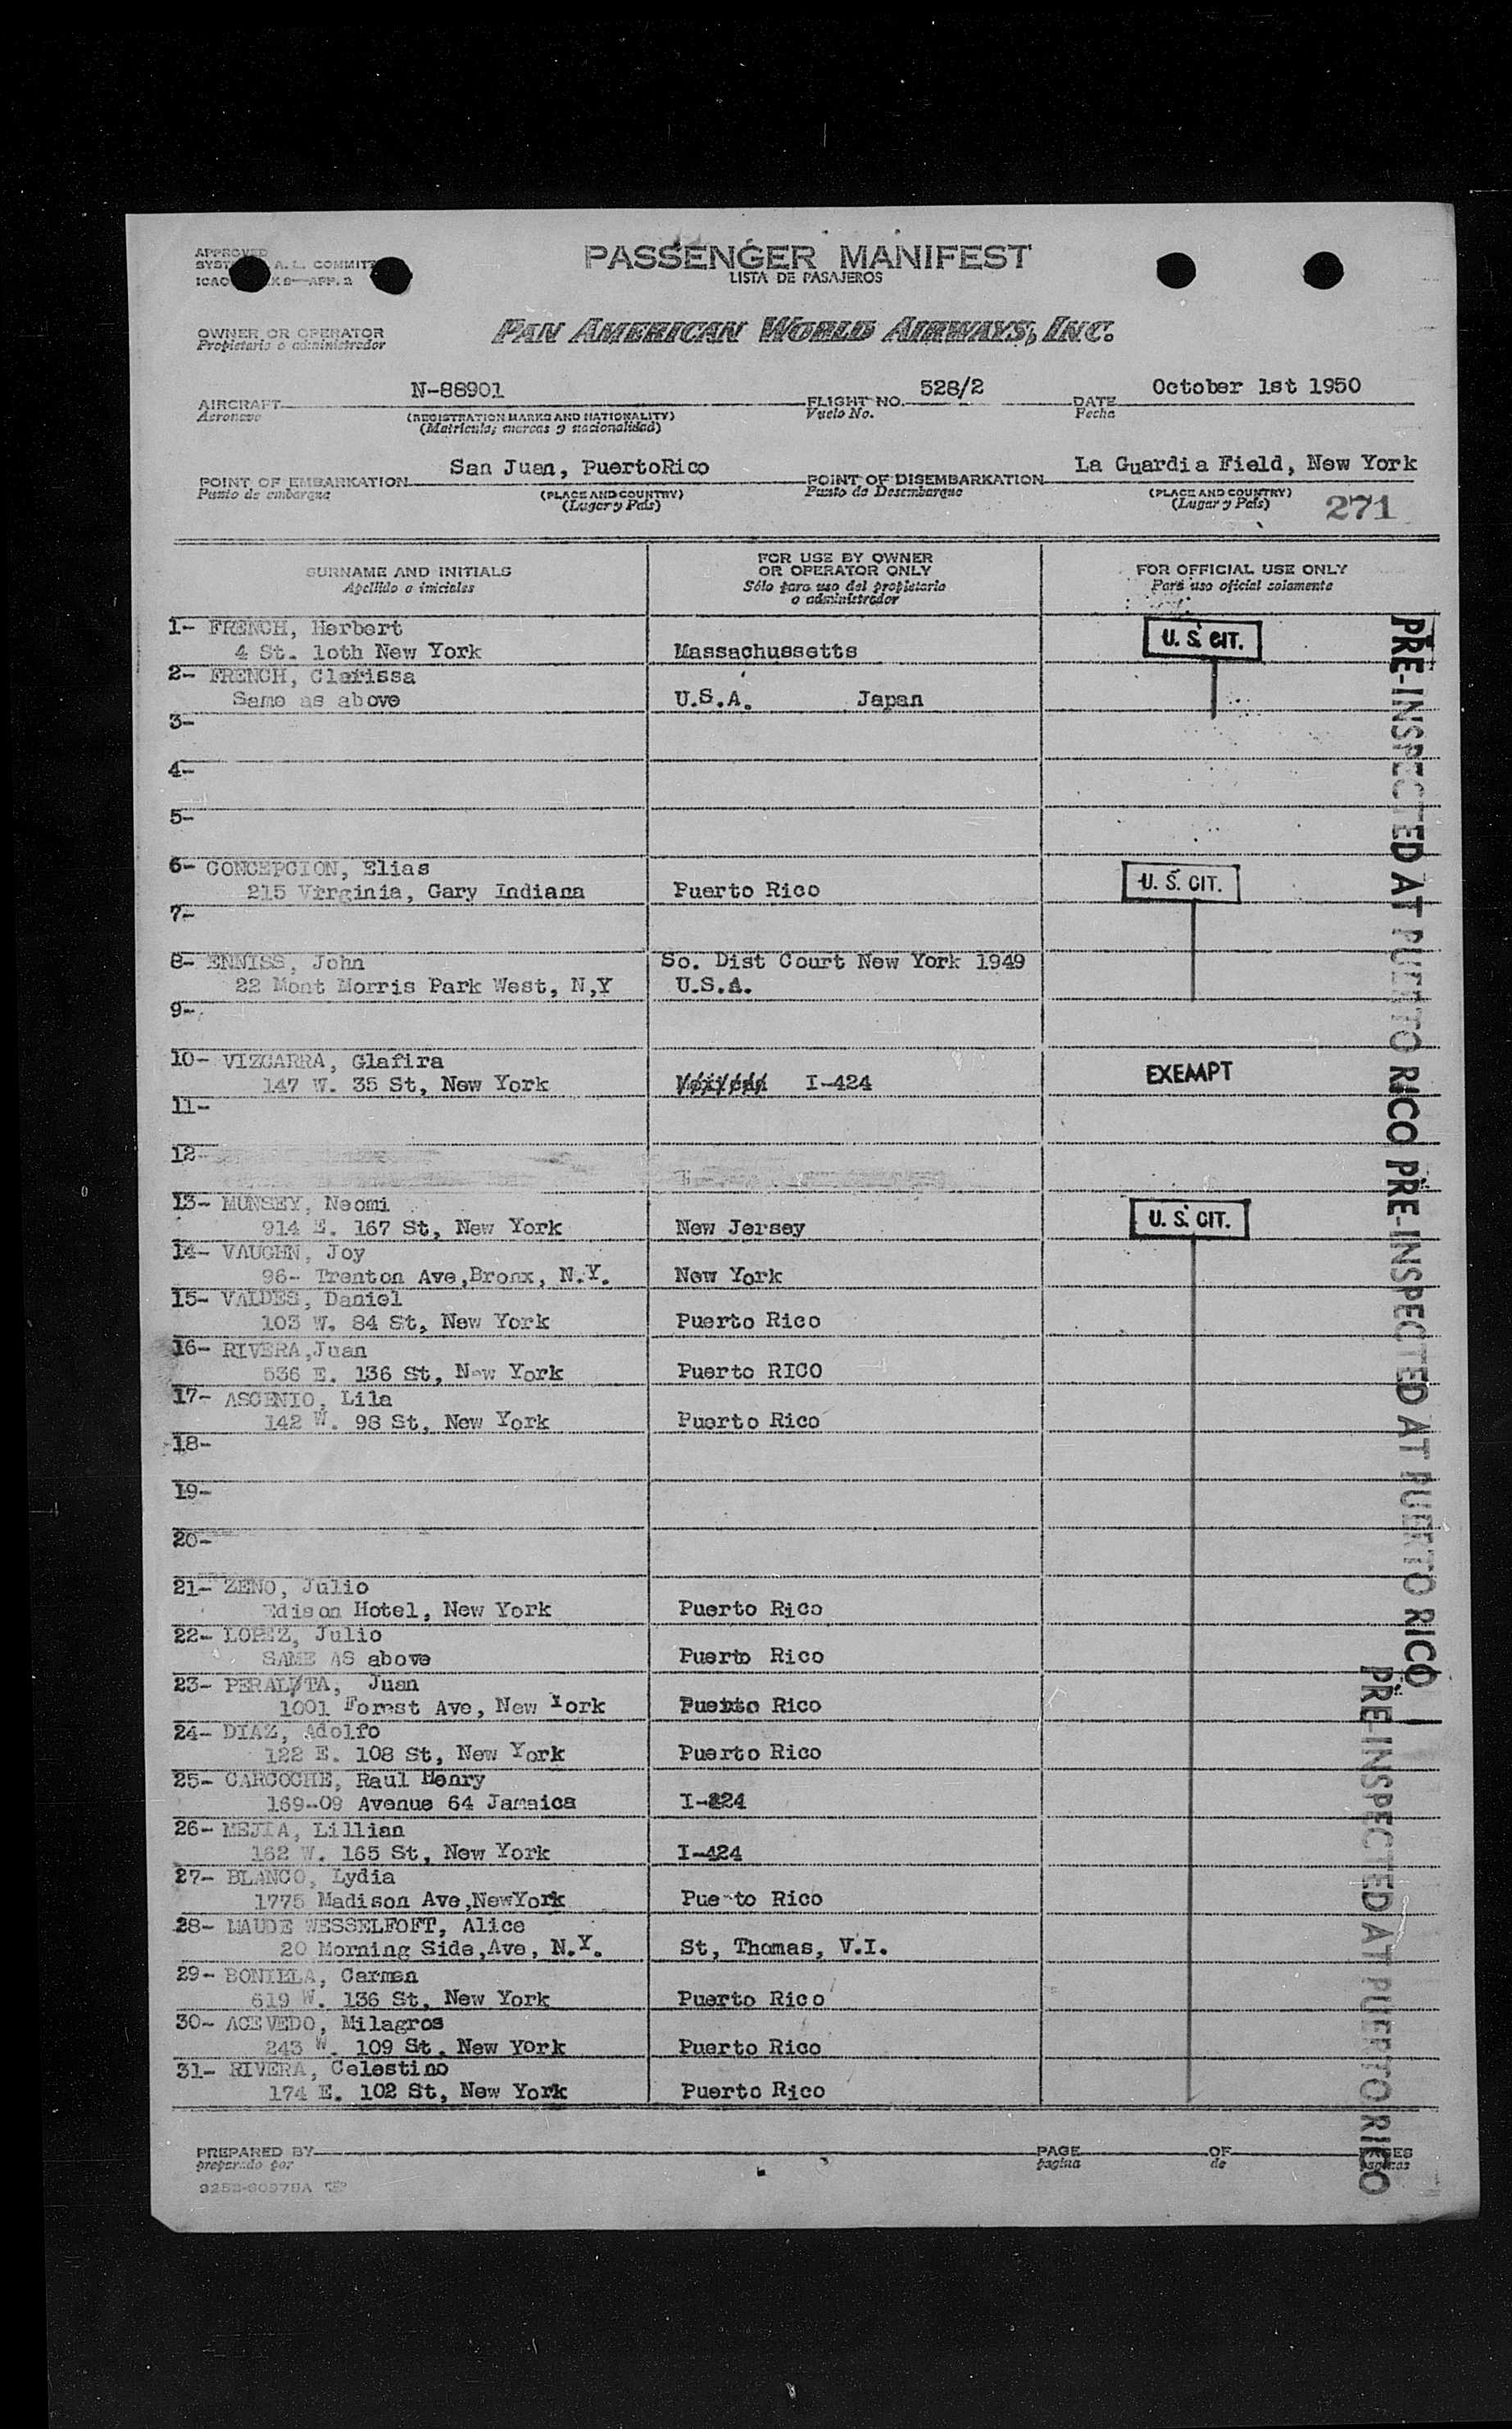 APPROVED
PASSENGER MANIFEST
LISTA DE PASAJEROS
OWNER OR OPERATOR
Propietario o administrador
PAN AMERICAN WORLD AIRWAYS, INC.
AIRCRAFT N-88901 FLIGHT NO. 528/2 DATE October 1st 1950
Aeronave (REGISTRATION MARKS AND NATIONALITY) Vuelo No. Fecha
(Matricula; marcas y nacionalidad)
POINT OF EMBARKATION San Juan, PuertoRico POINT OF DISEMBARKATION La Guardia Field, New York
Punto de embarque (PLACE AND COUNTRY) Punto de Desembarque (PLACE AND COUNTRY)
(Lugar y País) (Lugar y País) 271
SURNAME AND INITIALS
Apellido o iniciales
FOR USE BY OWNER
OR OPERATOR ONLY
Sólo para uso del propietario
o administrador
FOR OFFICIAL USE ONLY
Para uso oficial solamente
1- FRENCH, Herbert
4 St. 1oth New York Massachussetts U. S. CIT.
2- FRENCH, Clarissa
Same as above U.S.A. Japan
3-
4-
5-
6- CONCEPCION, Elias
215 Virginia, Gary Indiana Puerto Rico U. S. CIT.
7-
8- ENNISS, John So. Dist Court New York 1949
22 Mont Morris Park West, N,Y U.S.A.
9-
10- VIZCARRA, Glafira
147 W. 35 St, New York I-424 EXEMPT
11-
12-
13- MUNSEY, Neomi
914 E. 167 St, New York New Jersey U. S. CIT.
14- VAUGHN, Joy
96- Trenton Ave,Bronx, N.Y. New York
15- VALDES, Daniel
103 W. 84 St, New York Puerto Rico
16- RIVERA,Juan
536 E. 136 St, New York Puerto RICO
17- ASCENIO, Lila
142 W. 98 St, New York Puerto Rico
18-
19-
20-
21- ZENO, Julio
Edison Hotel, New York Puerto Rico
22- LOPEZ, Julio
SAME AS above Puerto Rico
23- PERALTA, Juan
1001 Forest Ave, New York Puerto Rico
24- DIAZ, Adolfo
122 E. 108 St, New York Puerto Rico
25- CARCOCHE, Raul Henry
169-09 Avenue 64 Jamaica I-424
26- MEJIA, Lillian
162 W. 165 St, New York I-424
27- BLANCO, Lydia
1775 Madison Ave,NewYork Pue to Rico
28- MAUDE WESSELFOFT, Alice
20 Morning Side,Ave, N.Y. St, Thomas, V.I.
29- BONILLA, Carmen
619 W. 136 St, New York Puerto Rico
30- ACEVEDO, Milagros
243 W. 109 St. New York Puerto Rico
31- RIVERA, Celestino
174 E. 102 St, New York Puerto Rico
PREPARED BY PAGE OF PAGES
preparado por pagina de paginas
PRE-INSPECTED AT PUERTO RICO PRE-INSPECTED AT PUERTO RICO
PRE-INSPECTED AT PUERTO RICO